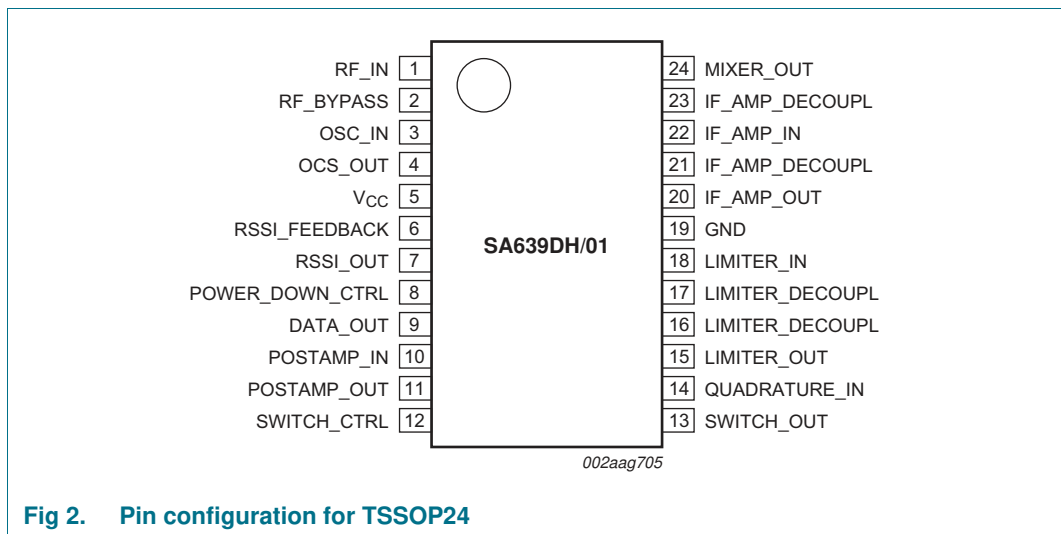 RF_IN 1
RF_BYPASS 2
OSC_IN 3
OCS_OUT 4
VCC 5
RSSI_FEEDBACK 6
RSSI_OUT 7
POWER_DOWN_CTRL 8
DATA_OUT 9
POSTAMP_IN 10
POSTAMP_OUT 11
SWITCH_CTRL 12
SA639DH/01
24 MIXER_OUT
23 IF_AMP_DECOUPL
22 IF_AMP_IN
21 IF_AMP_DECOUPL
20 IF_AMP_OUT
19 GND
18 LIMITER_IN
17 LIMITER_DECOUPL
16 LIMITER_DECOUPL
15 LIMITER_OUT
14 QUADRATURE_IN
13 SWITCH_OUT
002aag705
Fig 2. Pin configuration for TSSOP24